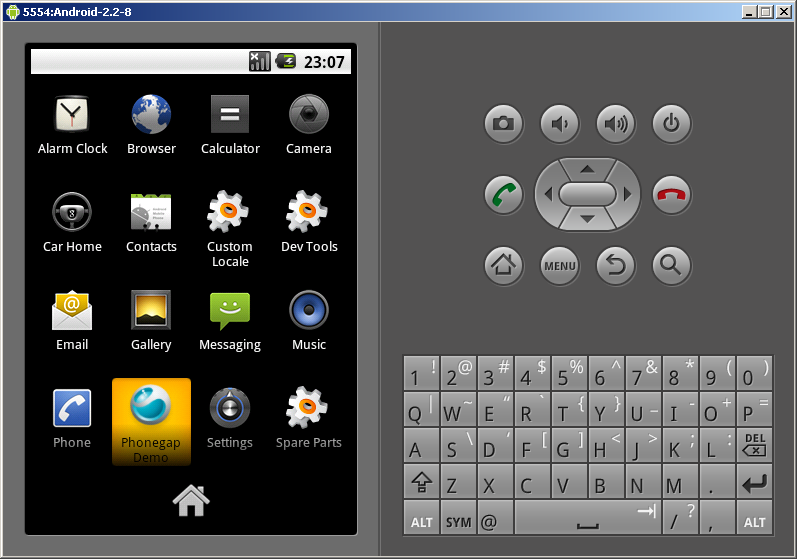 5554:Android-2.2-8
23:07
Alarm Clock Browser Calculator Camera
Car Home Contacts Custom Dev Tools
Locale
Email Gallery Messaging Music
Phone Phonegap Settings Spare Parts
Demo
MENU
1 ! 2 @ 3 # 4 $ 5 % 6 ^ 7 & 8 * 9 ( 0 )
Q | W ~ E “ R ` T { Y } U _ I - O + P =
A S \ D ‘ F [ G ] H < J > K ; L : DEL
Z X C V B N M .
ALT SYM @ / ? , ALT